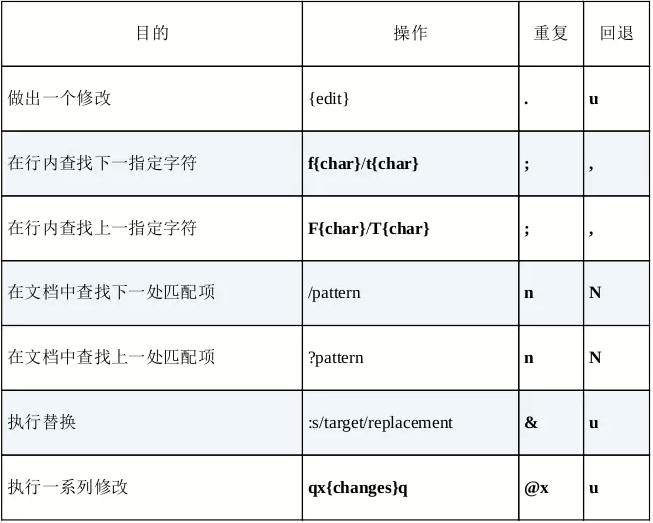 目的 操作 重复 回退
做出一个修改 {edit} . u
在行内查找下一指定字符 f{char}/t{char} ; ,
在行内查找上一指定字符 F{char}/T{char} ; ,
在文档中查找下一处匹配项 /pattern n N
在文档中查找上一处匹配项 ?pattern n N
执行替换 :s/target/replacement & u
执行一系列修改 qx{changes}q @x u